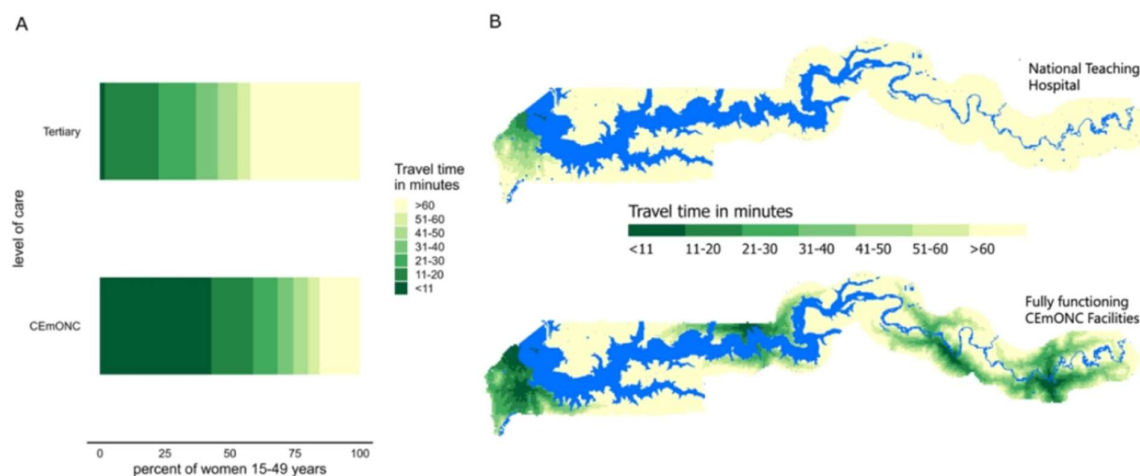 A
Tertiary
CEmONC
level of care
0 25 50 75 100
percent of women 15-49 years
Travel time
in minutes
>60
51-60
41-50
31-40
21-30
11-20
<11
B
National Teaching
Hospital
Travel time in minutes
<11 11-20 21-30 31-40 41-50 51-60 >60
Fully functioning
CEmONC Facilities